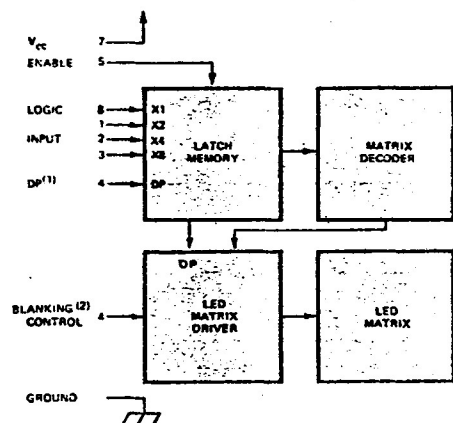 Vcc 7
ENABLE 5
LOGIC 8 X1
1 X2
INPUT 2 X4
3 X8
DP(1) 4 DP
LATCH
MEMORY
MATRIX
DECODER
DP
BLANKING(2)
CONTROL 4
LED
MATRIX
DRIVER
LED
MATRIX
GROUND